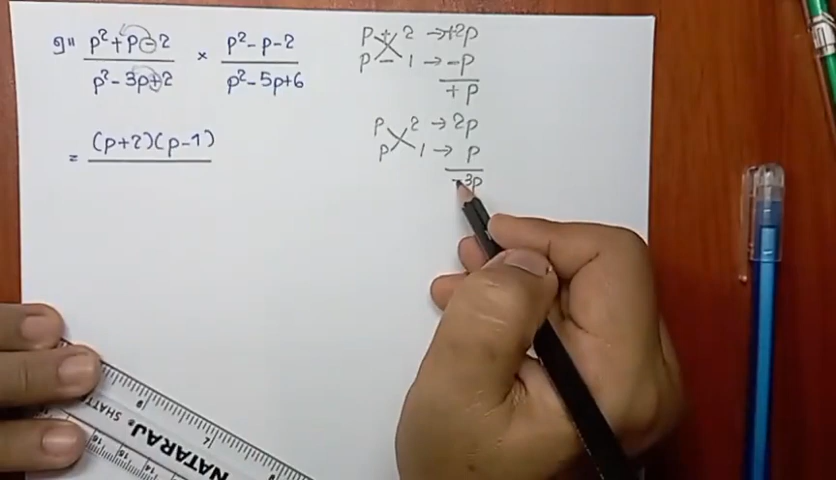 9" p²+p-2 / p²-3p+2 × p²-p-2 / p²-5p+6
= (p+2)(p-1)
p + 2 → +2p
p - 1 → -p
+ p
p 2 → 2p
p 1 → p
-3p
NATARAJ